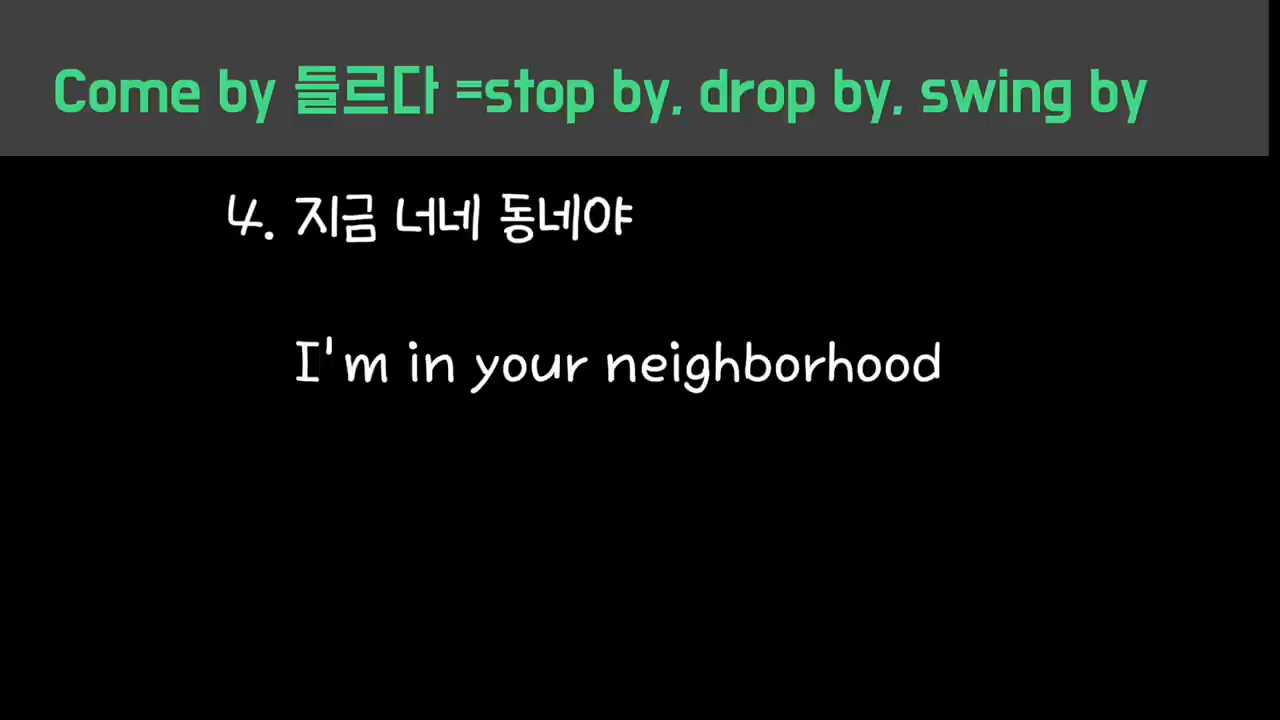 Come by 들르다 =stop by, drop by, swing by
4. 지금 너네 동네야
I'm in your neighborhood